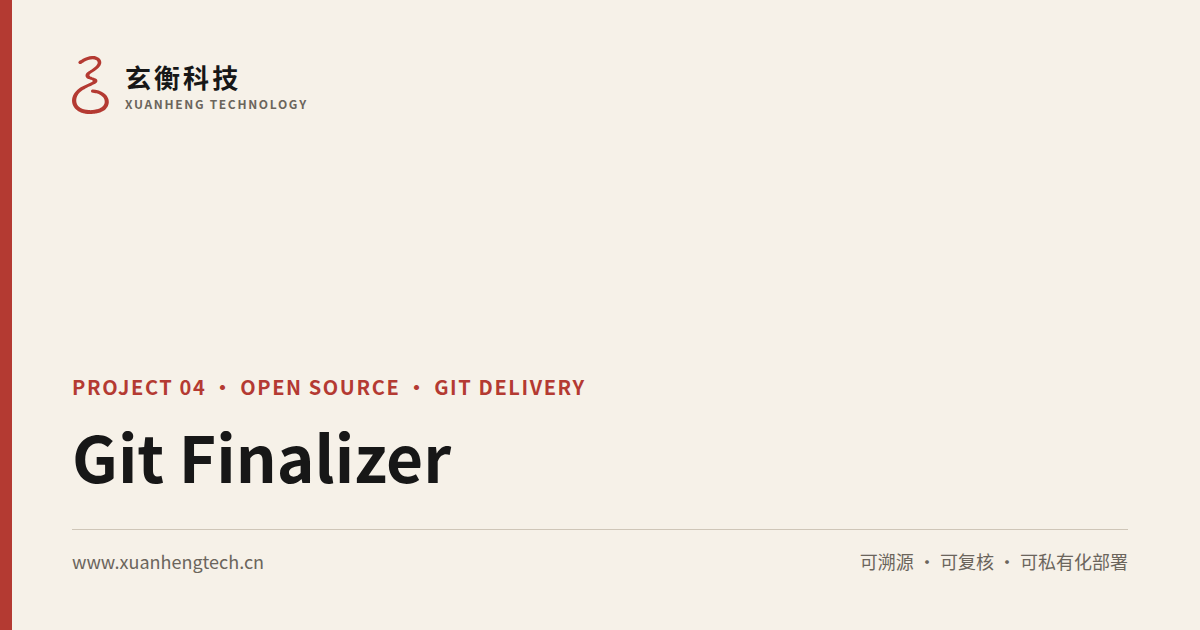 玄衡科技
XUANHENG TECHNOLOGY
PROJECT 04 • OPEN SOURCE • GIT DELIVERY
Git Finalizer
www.xuanhengtech.cn
可溯源 • 可复核 • 可私有化部署